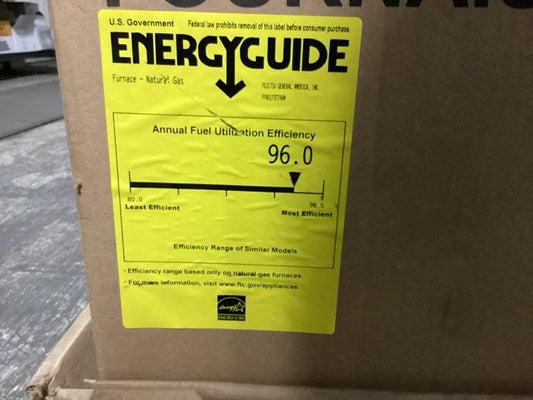 U.S. Government Federal law prohibits removal of this label before consumer purchase.
ENERGYGUIDE
Furnace - Natural Gas
FUJITSU GENERAL AMERICA, INC.
Annual Fuel Utilization Efficiency
96.0
80.0 98.5
Least Efficient Most Efficient
Efficiency Range of Similar Models
· Efficiency range based only on natural gas furnaces.
· For more information, visit www.ftc.gov/appliances.
ENERGY STAR